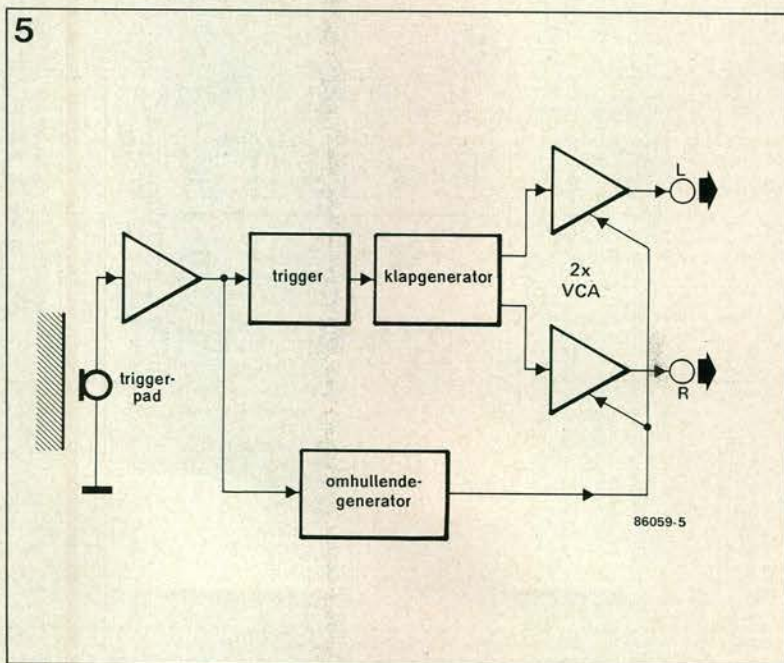 5
L
trigger
klapgenerator
2x
VCA
trigger-
pad
R
omhullende-
generator
86059-5